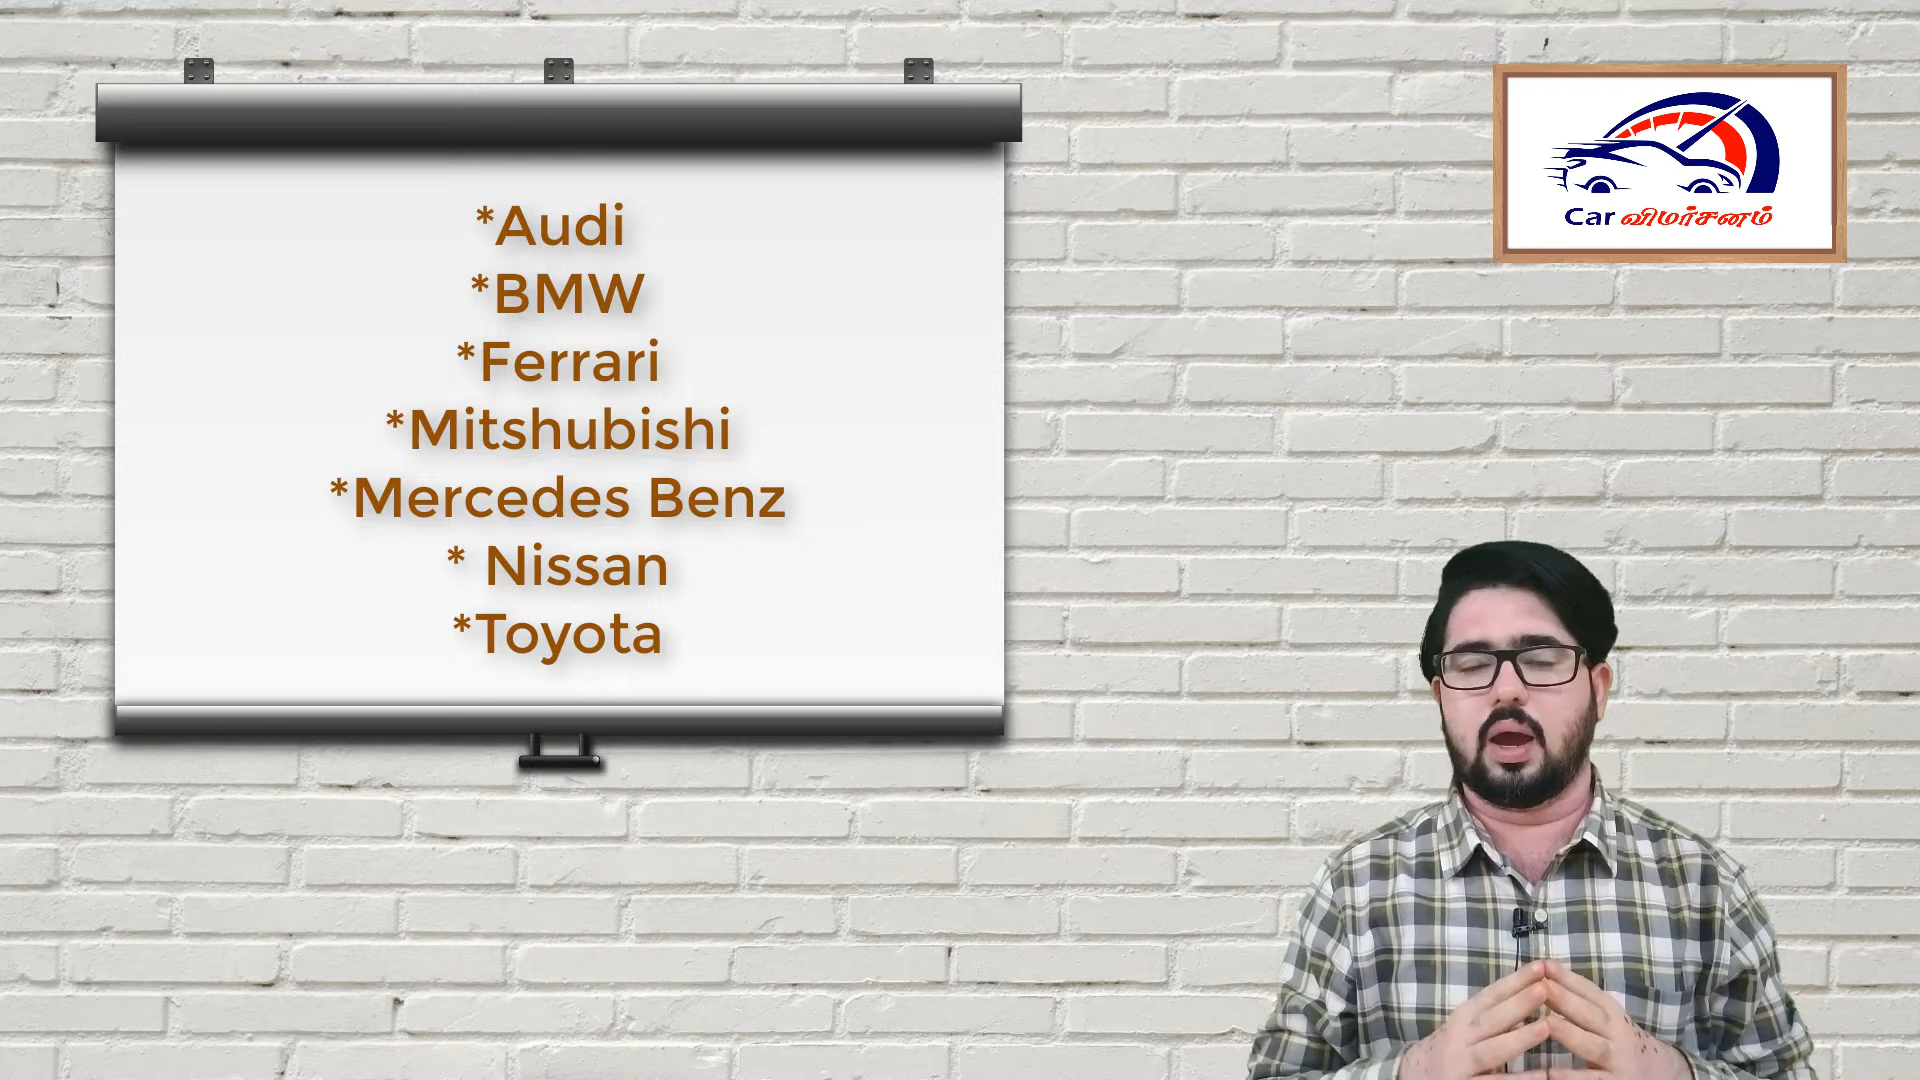 *Audi
*BMW
*Ferrari
*Mitshubishi
*Mercedes Benz
* Nissan
*Toyota
Car விமர்சனம்